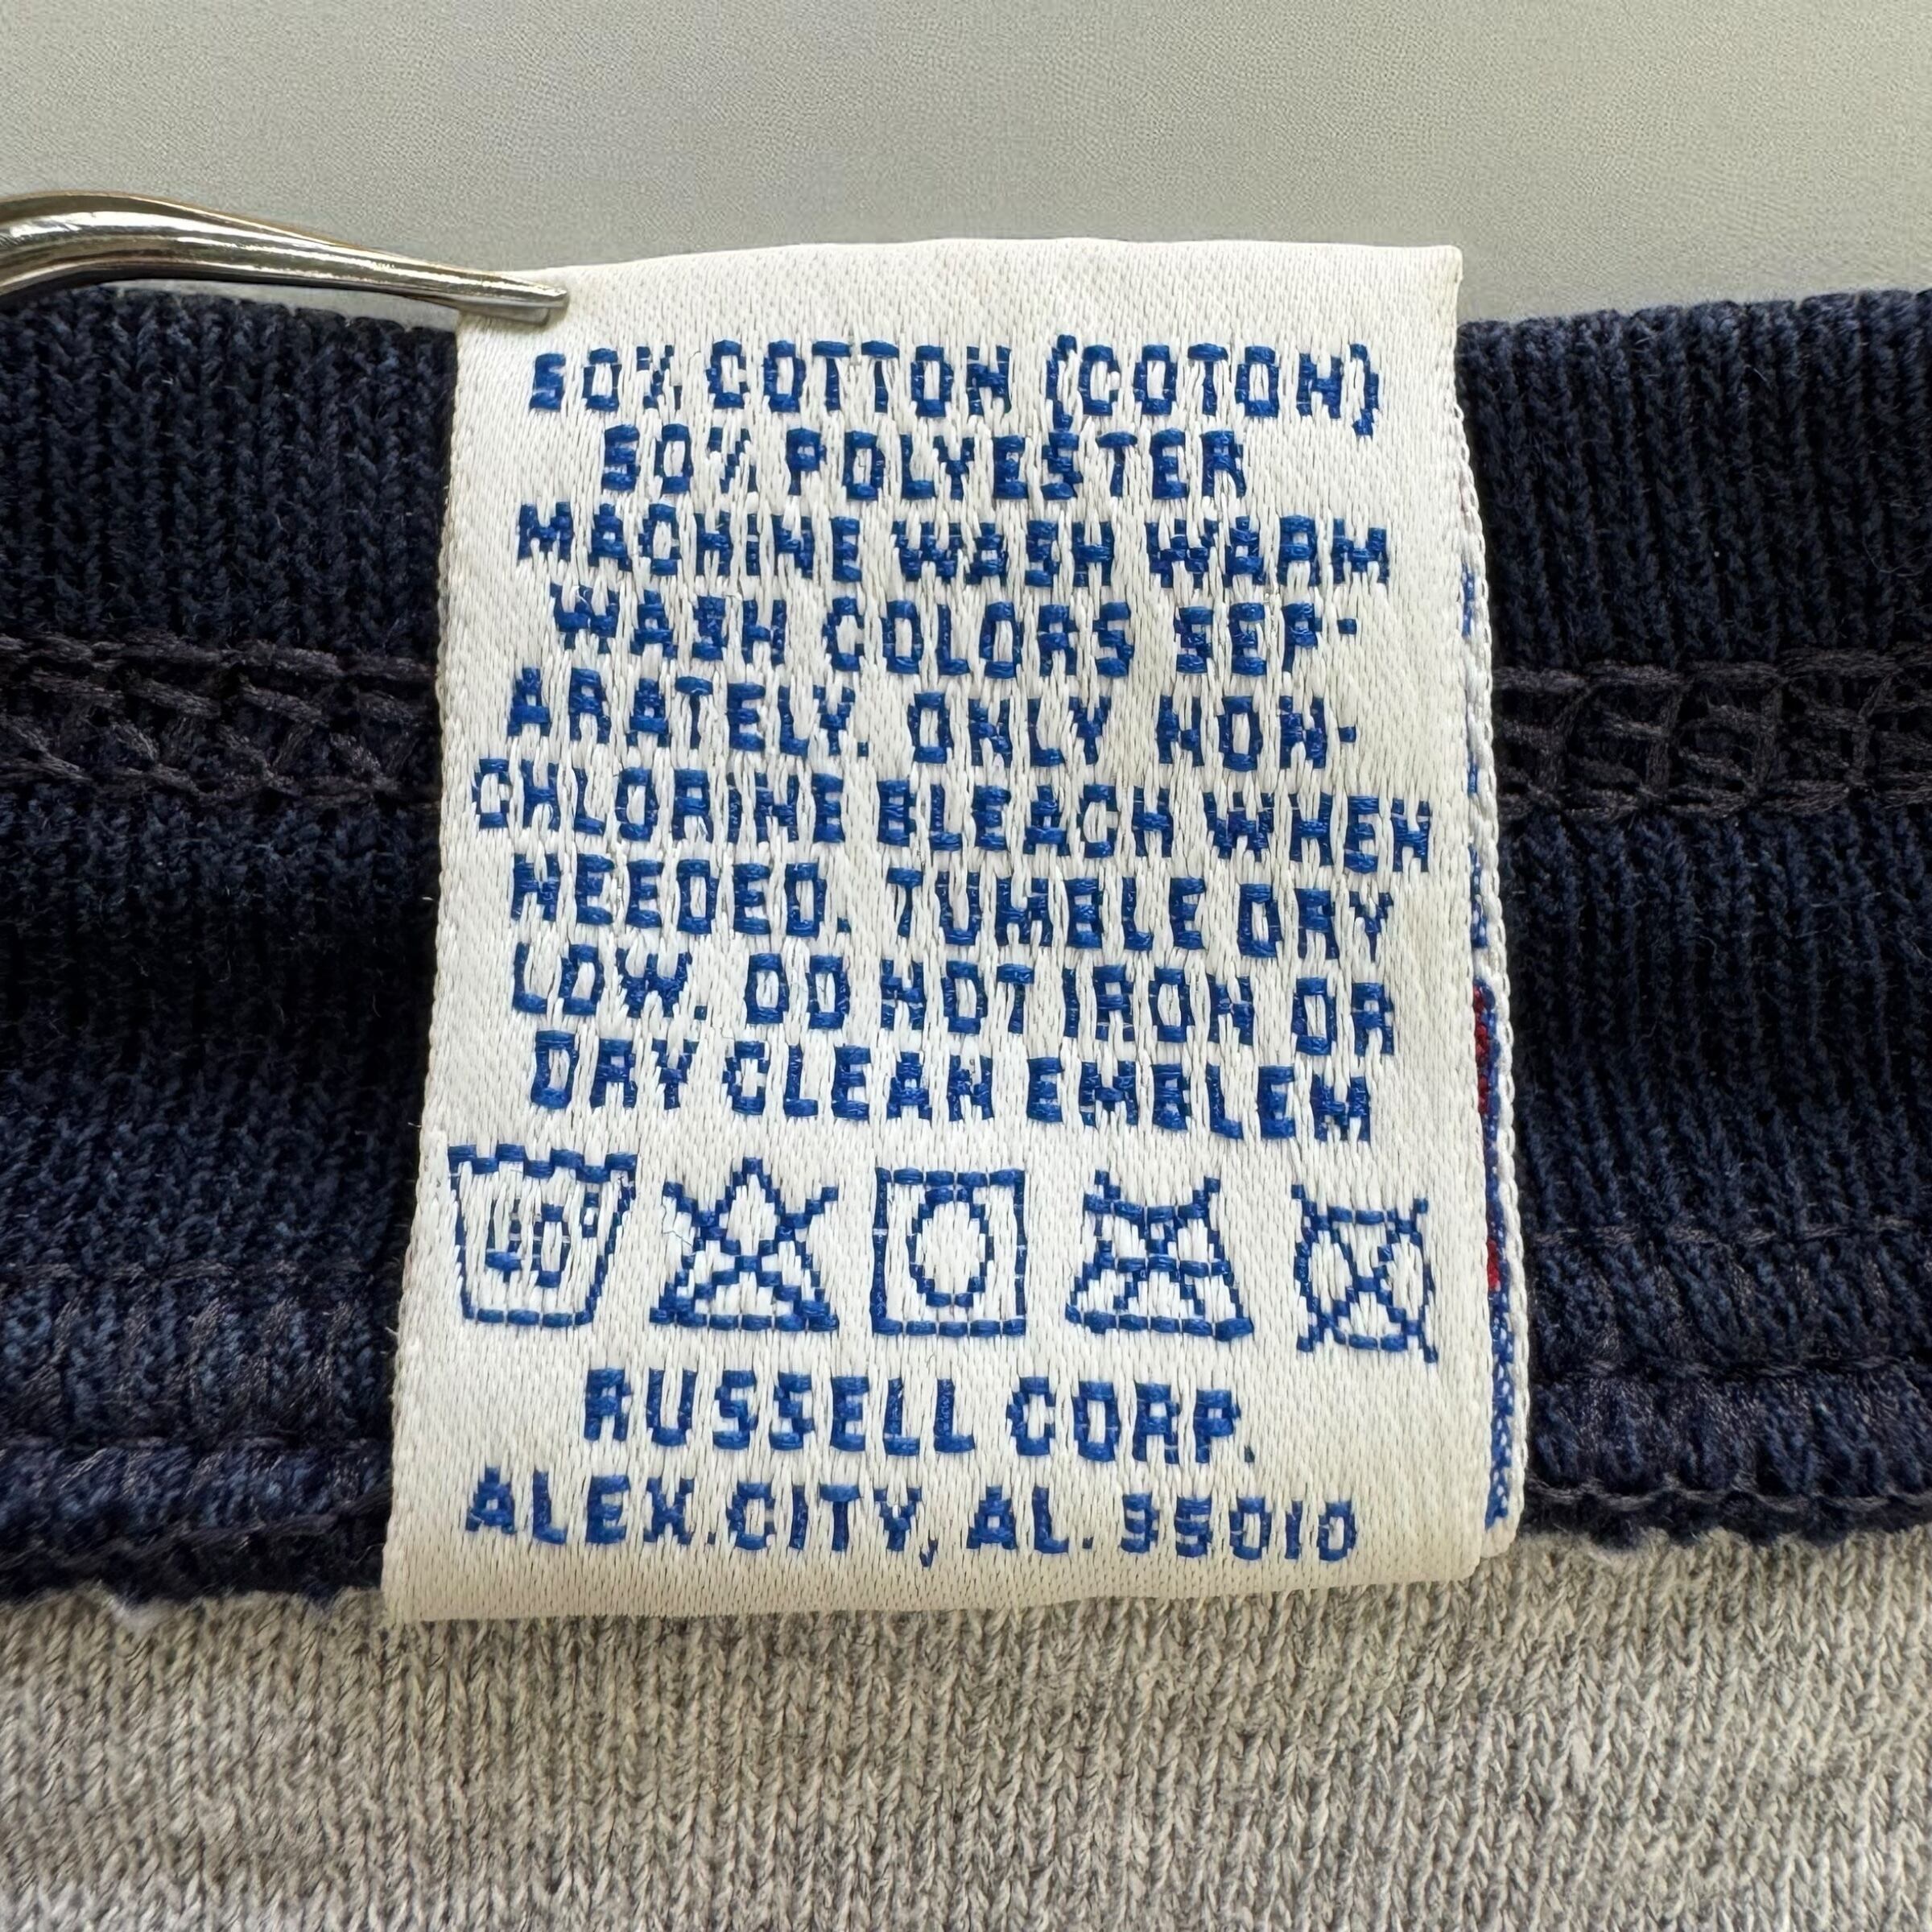 50% COTTON (COTON)
50% POLYESTER
MACHINE WASH WARM
WASH COLORS SEP-
ARATELY. ONLY NON-
CHLORINE BLEACH WHEN
NEEDED. TUMBLE DRY
LOW. DO NOT IRON OR
DRY CLEAN EMBLEM
40°
RUSSELL CORP.
ALEX.CITY, AL. 35010